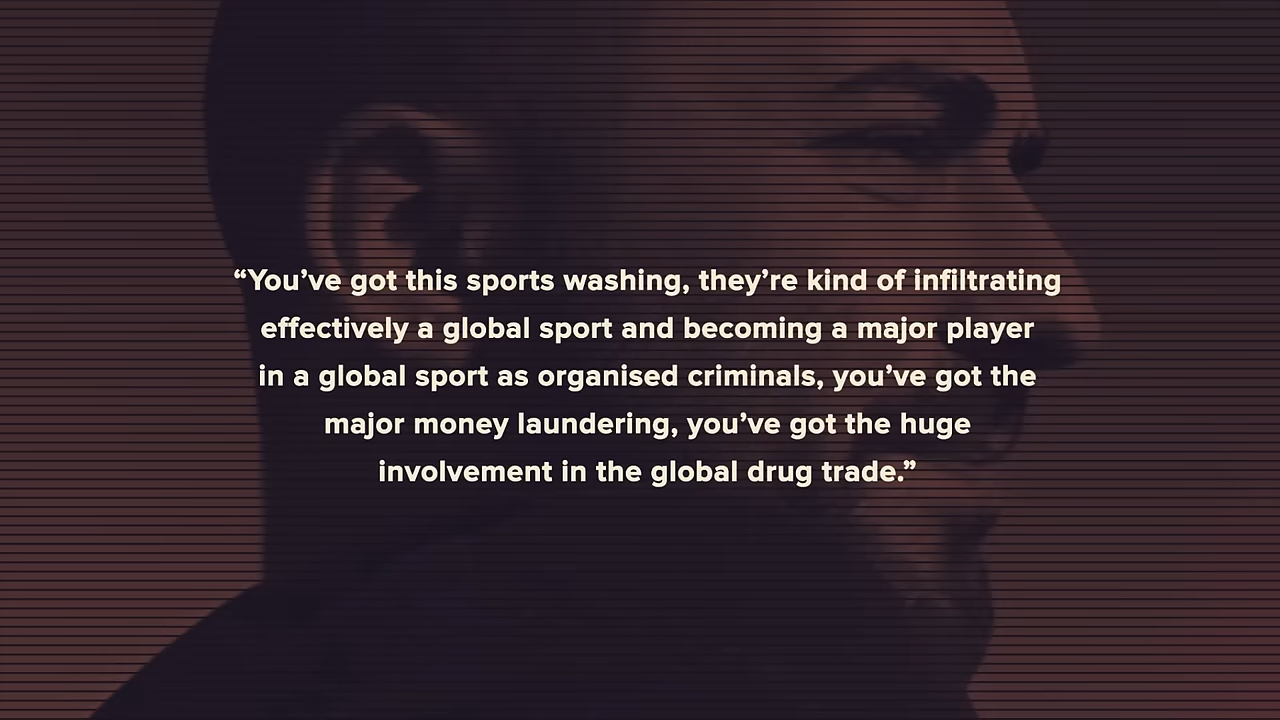 “You’ve got this sports washing, they’re kind of infiltrating
effectively a global sport and becoming a major player
in a global sport as organised criminals, you’ve got the
major money laundering, you’ve got the huge
involvement in the global drug trade.”